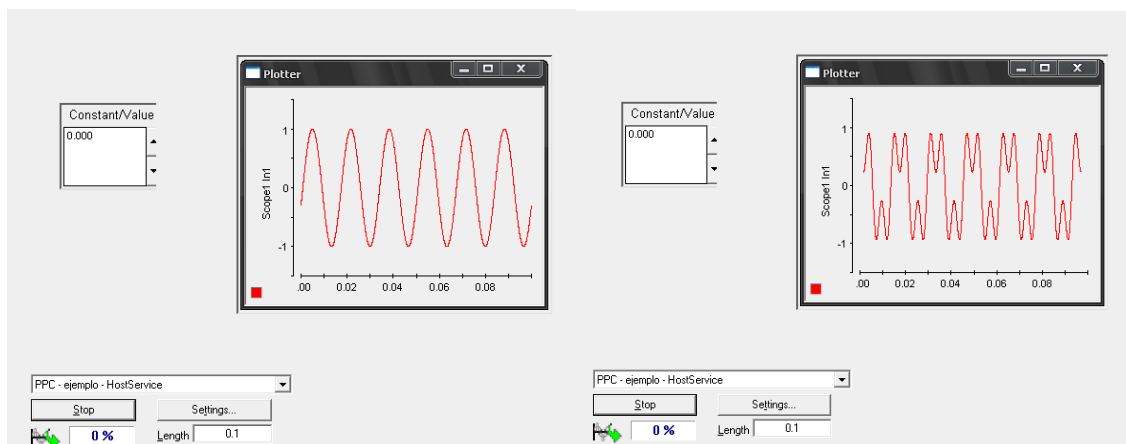 Plotter
Constant/Value
0.000
Scope1 In1
1
0
-1
.00 0.02 0.04 0.06 0.08
PPC - ejemplo - HostService
Stop
Settings...
0 %
Length 0.1
Plotter
Constant/Value
0.000
Scope1 In1
1
0
-1
.00 0.02 0.04 0.06 0.08
PPC - ejemplo - HostService
Stop
Settings...
0 %
Length 0.1